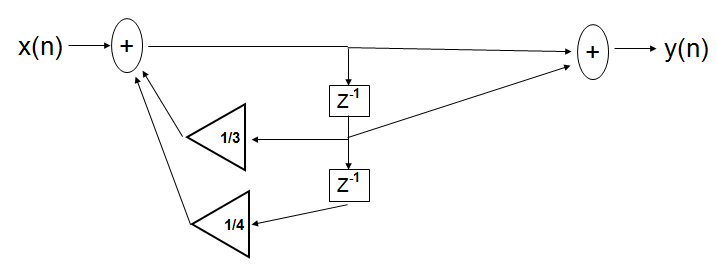 x(n) + + y(n)
Z-1
1/3
Z-1
1/4